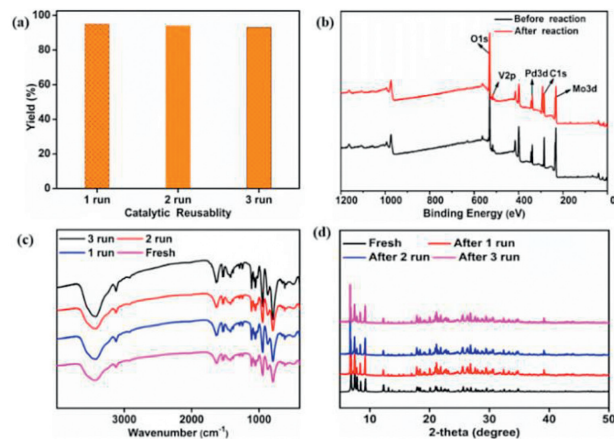 (a)
100
80
60
40
20
0
Yield (%)
1 run 2 run 3 run
Catalytic Reusablity
(b)
Before reaction
After reaction
O1s
V2p
Pd3d
C1s
Mo3d
1200 1000 800 600 400 200 0
Binding Energy (eV)
(c)
3 run 2 run
1 run Fresh
3000 2000 1000
Wavenumber (cm-1)
(d)
Fresh After 1 run
After 2 run After 3 run
10 20 30 40 50
2-theta (degree)